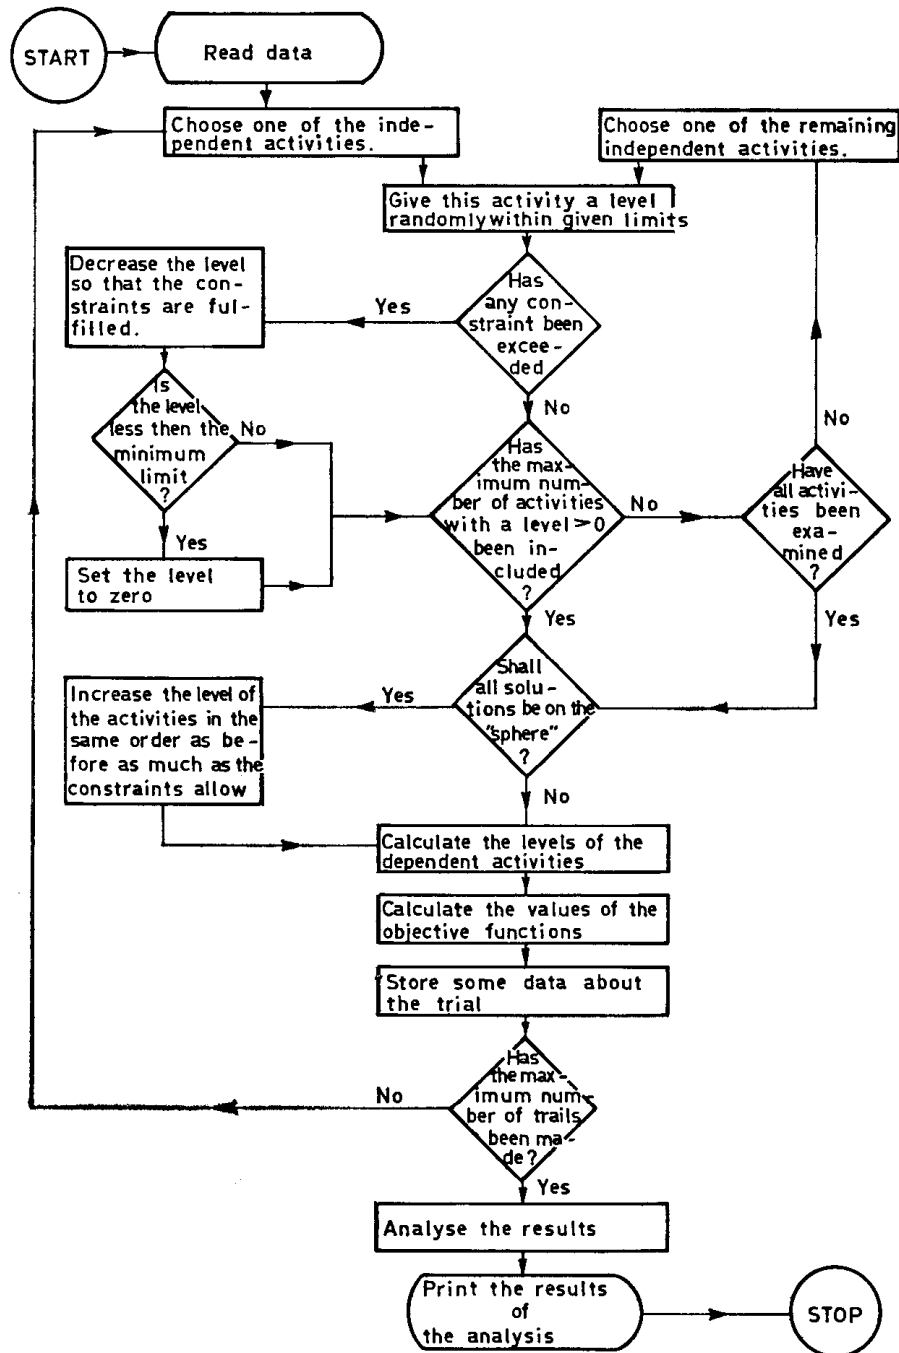 START
Read data
Choose one of the inde-
pendent activities.
Choose one of the remaining
independent activities.
Give this activity a level
randomly within given limits
Decrease the level
so that the con-
straints are ful-
filled.
Yes
Has
any con-
straint been
excee-
ded
No
Is
the level
less then the
minimum
limit
?
No
Yes
Set the level
to zero
Has
the max-
imum num-
ber of activities
with a level > 0
been in-
cluded
?
No
Yes
Have
all activi-
ties been
exa-
mined
?
No
Yes
Shall
all solu-
tions be on the
"sphere"
?
Yes
No
Increase the level of
the activities in the
same order as be-
fore as much as the
constraints allow
Calculate the levels of the
dependent activities
Calculate the values of the
objective functions
Store some data about
the trial
Has
the max-
imum num-
ber of trails
been ma-
de?
No
Yes
Analyse the results
Print the results
of
the analysis
STOP